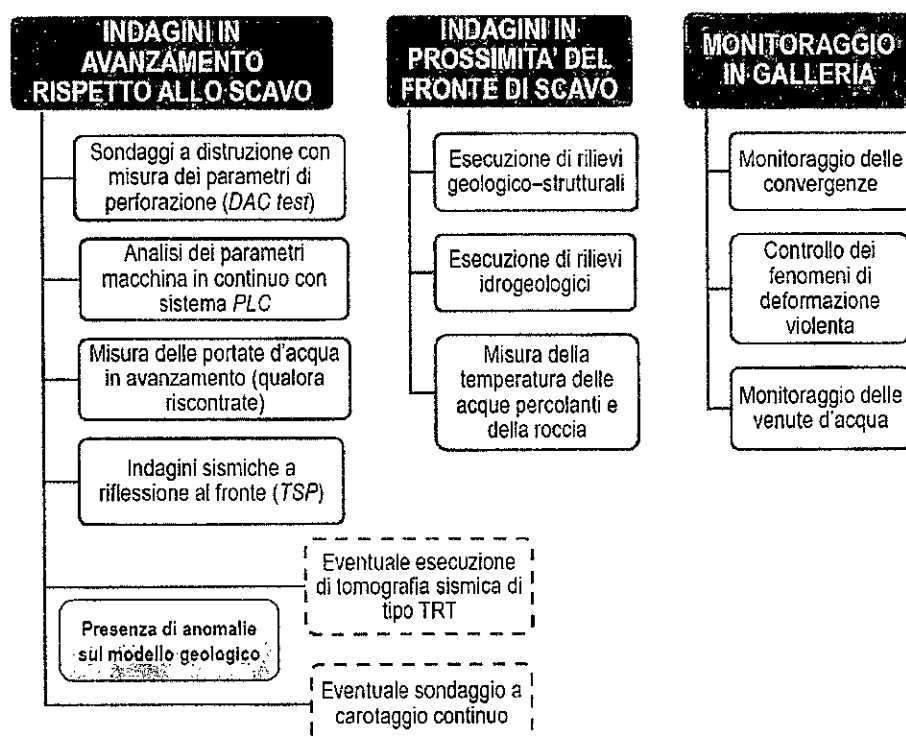 INDAGINI IN
AVANZAMENTO
RISPETTO ALLO SCAVO
Sondaggi a distruzione con
misura dei parametri di
perforazione (DAC test)
Analisi dei parametri
macchina in continuo con
sistema PLC
Misura delle portate d'acqua
in avanzamento (qualora
riscontrate)
Indagini sismiche a
riflessione al fronte (TSP)
Eventuale esecuzione
di tomografia sismica di
tipo TRT
Presenza di anomalie
sul modello geologico
Eventuale sondaggio a
carotaggio continuo
INDAGINI IN
PROSSIMITA' DEL
FRONTE DI SCAVO
Esecuzione di rilievi
geologico–strutturali
Esecuzione di rilievi
idrogeologici
Misura della
temperatura delle
acque percolanti e
della roccia
MONITORAGGIO
IN GALLERIA
Monitoraggio delle
convergenze
Controllo dei
fenomeni di
deformazione
violenta
Monitoraggio delle
venute d'acqua